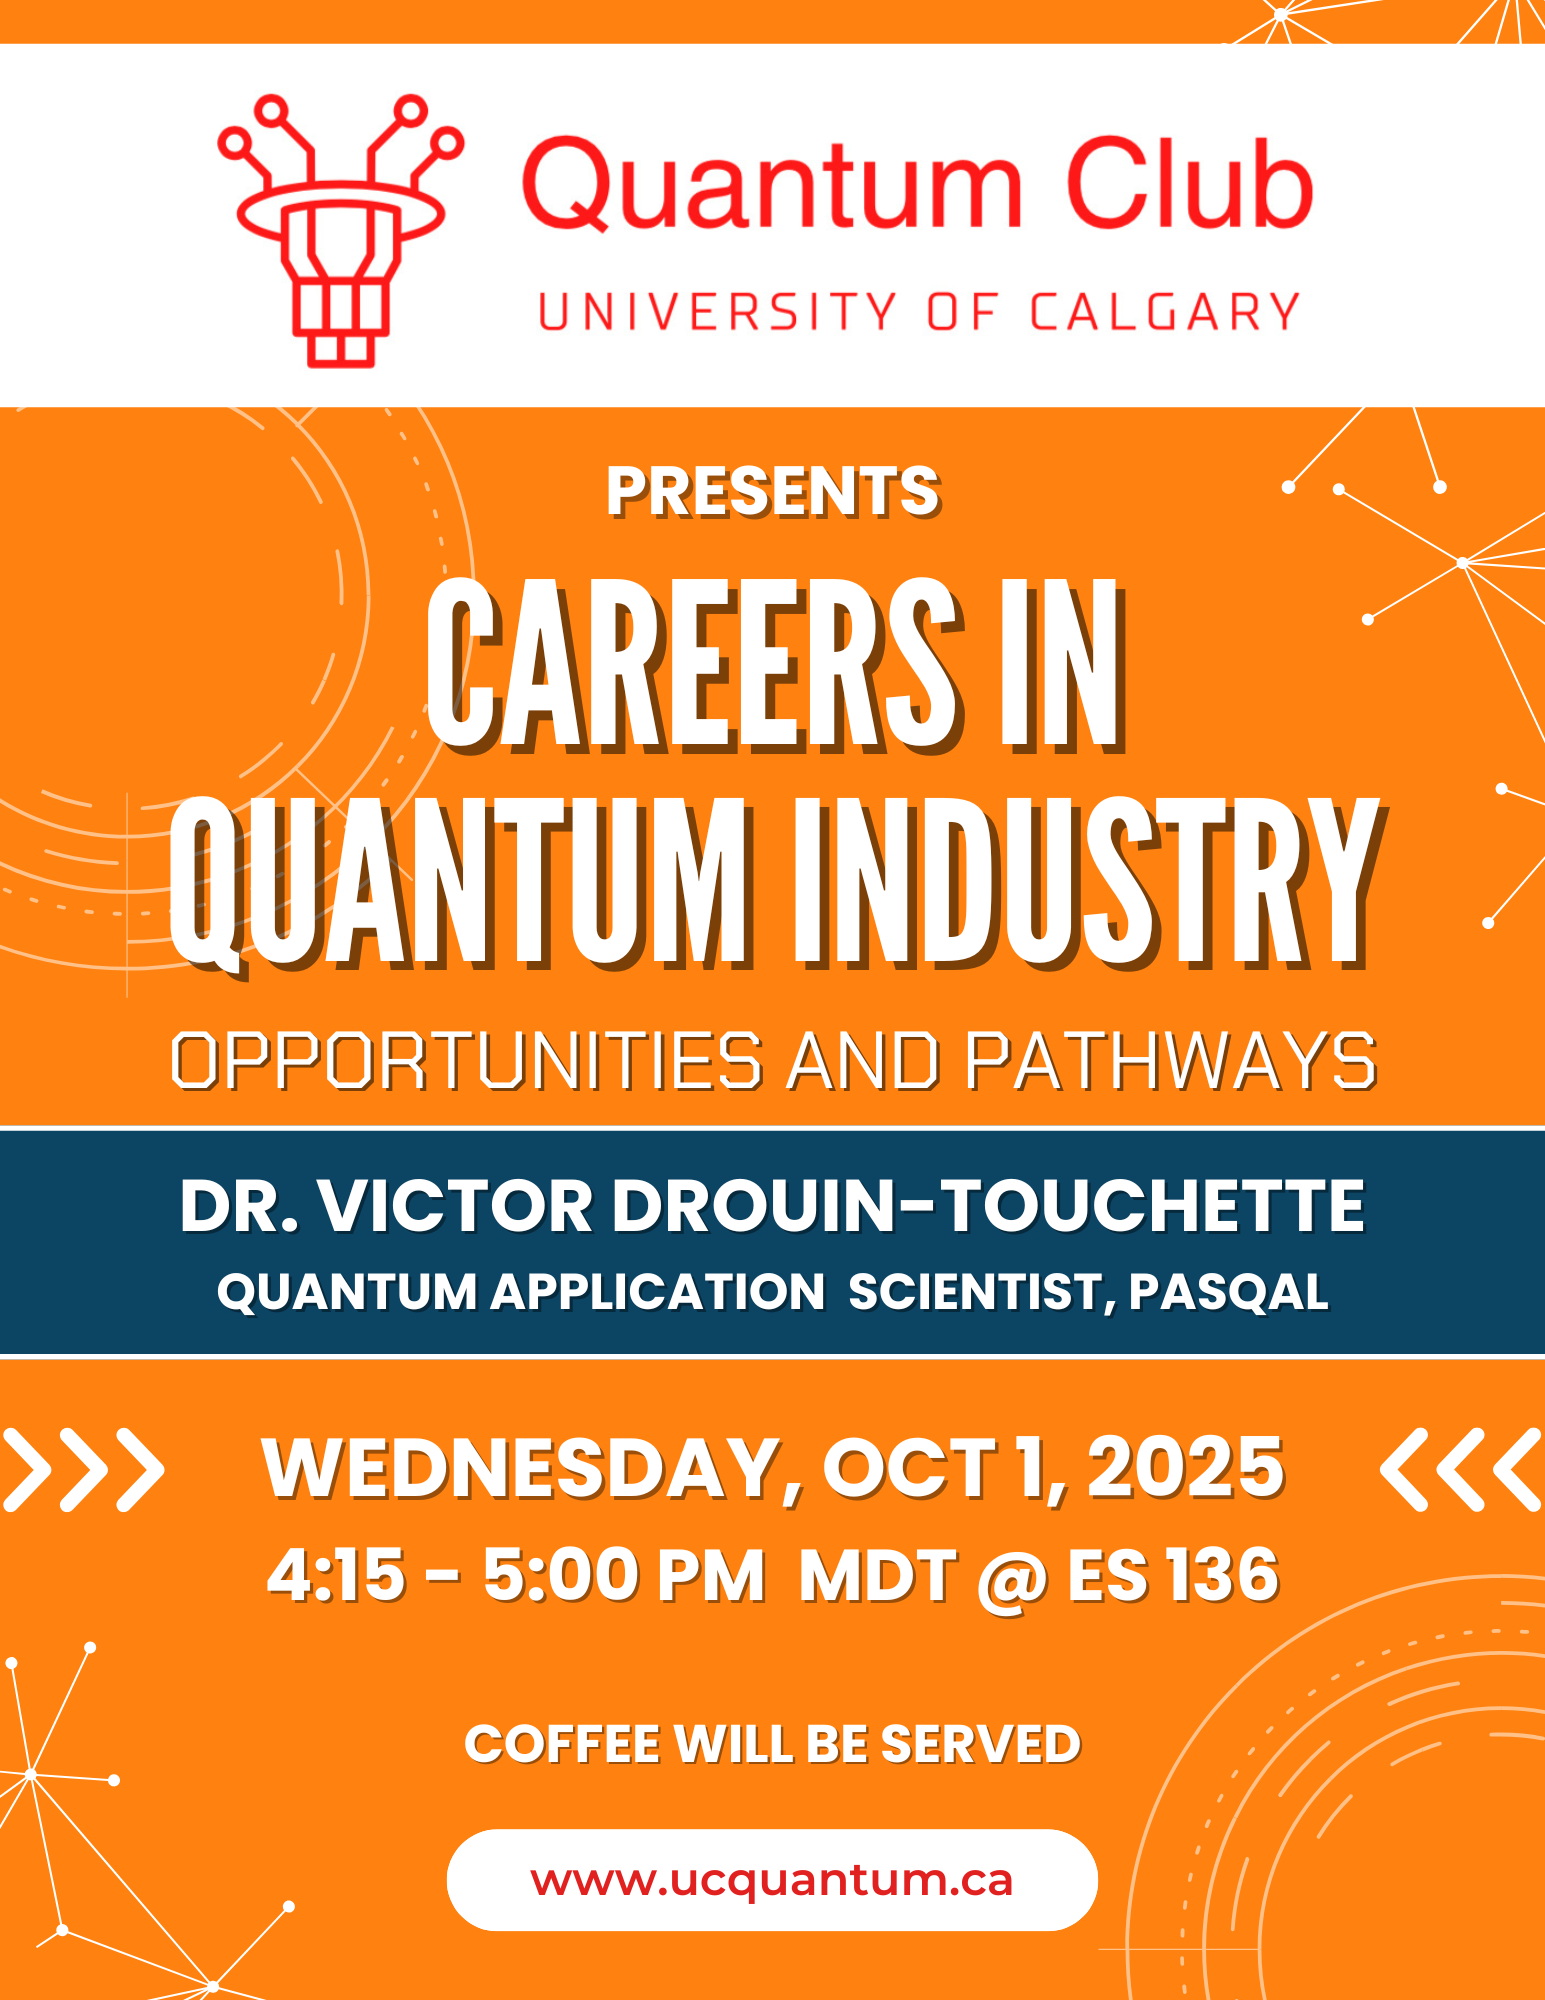 Quantum Club
UNIVERSITY OF CALGARY
PRESENTS
CAREERS IN
QUANTUM INDUSTRY
OPPORTUNITIES AND PATHWAYS
DR. VICTOR DROUIN-TOUCHETTE
QUANTUM APPLICATION SCIENTIST, PASQAL
WEDNESDAY, OCT 1, 2025
4:15 - 5:00 PM MDT @ ES 136
COFFEE WILL BE SERVED
www.ucquantum.ca